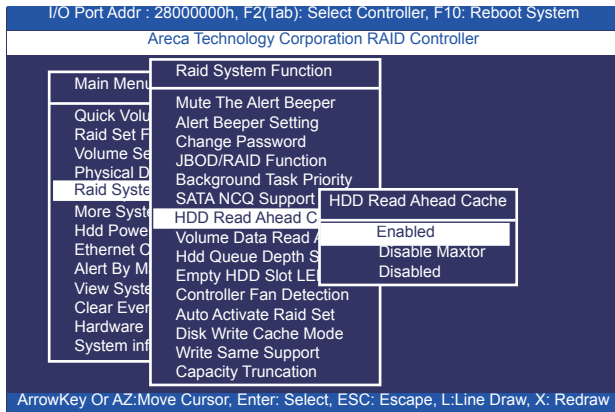 I/O Port Addr : 28000000h, F2(Tab): Select Controller, F10: Reboot System
Areca Technology Corporation RAID Controller
Main Menu
Quick Volu
Raid Set F
Volume Se
Physical D
Raid Syste
More Syste
Hdd Powe
Ethernet C
Alert By M
View Syste
Clear Even
Hardware
System inf
Raid System Function
Mute The Alert Beeper
Alert Beeper Setting
Change Password
JBOD/RAID Function
Background Task Priority
SATA NCQ Support
HDD Read Ahead C
Volume Data Read A
Hdd Queue Depth S
Empty HDD Slot LE
Controller Fan Detection
Auto Activate Raid Set
Disk Write Cache Mode
Write Same Support
Capacity Truncation
HDD Read Ahead Cache
Enabled
Disable Maxtor
Disabled
ArrowKey Or AZ:Move Cursor, Enter: Select, ESC: Escape, L:Line Draw, X: Redraw